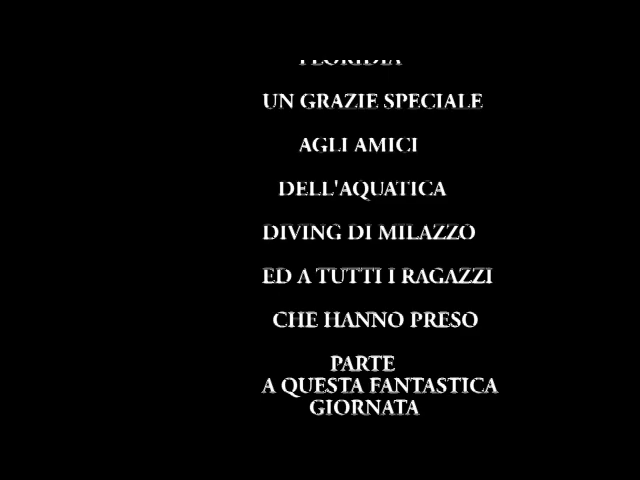 FLORIDIA
UN GRAZIE SPECIALE
AGLI AMICI
DELL'AQUATICA
DIVING DI MILAZZO
ED A TUTTI I RAGAZZI
CHE HANNO PRESO
PARTE
A QUESTA FANTASTICA
GIORNATA